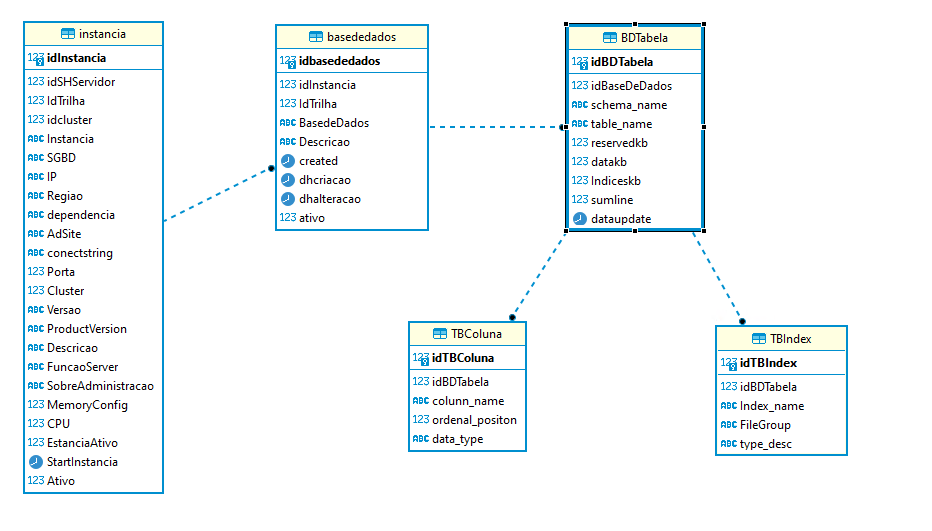 instancia
123 idInstancia
123 idSHServidor
123 IdTrilha
123 idcluster
ABC Instancia
ABC SGBD
ABC IP
ABC Regiao
ABC dependencia
ABC AdSite
ABC conectstring
123 Porta
123 Cluster
ABC Versao
ABC ProductVersion
ABC Descricao
ABC FuncaoServer
ABC SobreAdministracao
123 MemoryConfig
123 CPU
123 EstanciaAtivo
StartInstancia
123 Ativo
basededados
123 idbasededados
123 idInstancia
123 IdTrilha
ABC BasedeDados
ABC Descricao
created
dhcriacao
dhalteracao
123 ativo
BDTabela
123 idBDTabela
123 idBaseDeDados
ABC schema_name
ABC table_name
123 reservedkb
123 datakb
123 Indiceskb
123 sumline
dataupdate
TBColuna
123 idTBColuna
123 idBDTabela
ABC colunn_name
123 ordenal_positon
ABC data_type
TBIndex
123 idTBIndex
123 idBDTabela
ABC Index_name
ABC FileGroup
ABC type_desc